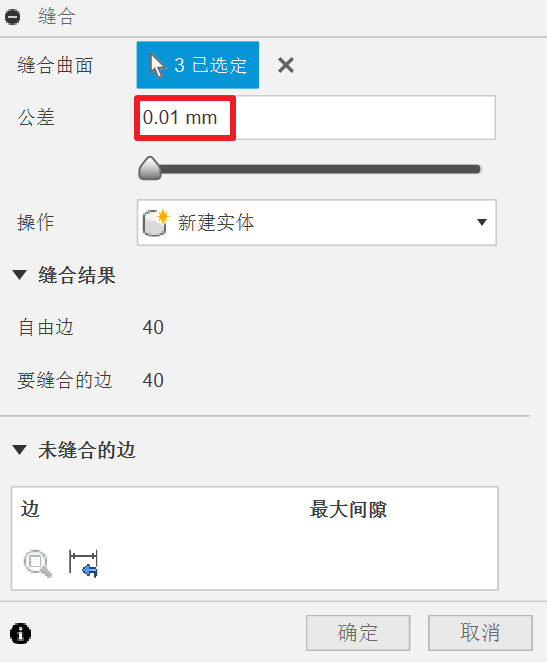 缝合
缝合曲面 3 已选定
公差 0.01 mm
操作 新建实体
缝合结果
自由边 40
要缝合的边 40
未缝合的边
边 最大间隙
确定 取消